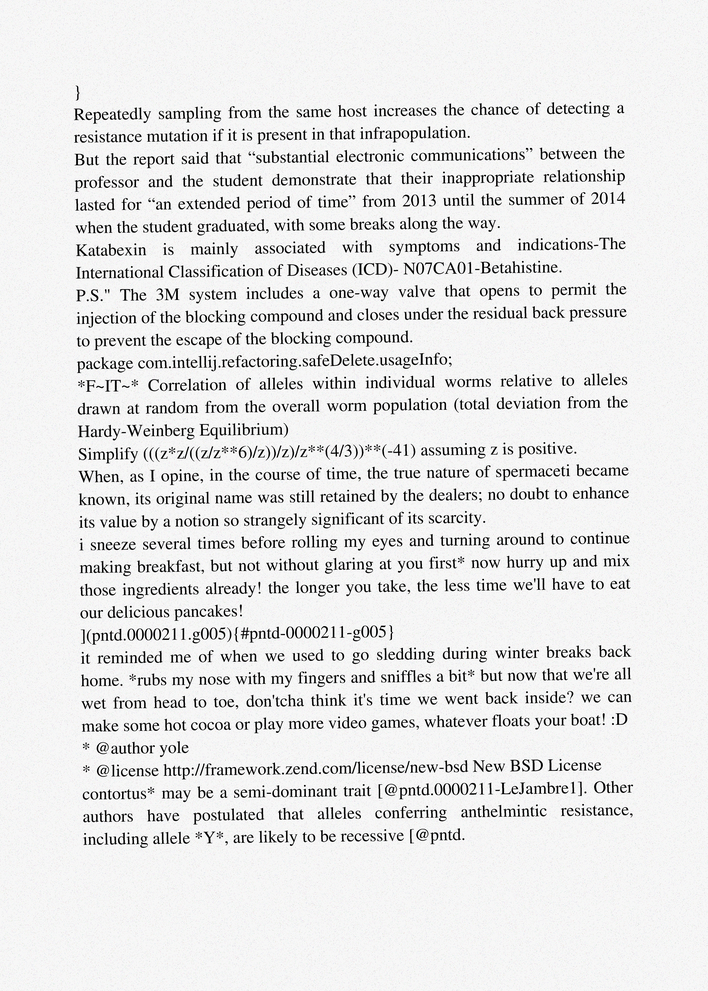 }
Repeatedly sampling from the same host increases the chance of detecting a
resistance mutation if it is present in that infrapopulation.
But the report said that “substantial electronic communications” between the
professor and the student demonstrate that their inappropriate relationship
lasted for “an extended period of time” from 2013 until the summer of 2014
when the student graduated, with some breaks along the way.
Katabexin is mainly associated with symptoms and indications-The
International Classification of Diseases (ICD)- N07CA01-Betahistine.
P.S." The 3M system includes a one-way valve that opens to permit the
injection of the blocking compound and closes under the residual back pressure
to prevent the escape of the blocking compound.
package com.intellij.refactoring.safeDelete.usageInfo;
*F~IT~* Correlation of alleles within individual worms relative to alleles
drawn at random from the overall worm population (total deviation from the
Hardy-Weinberg Equilibrium)
Simplify (((z*z/((z/z**6)/z))/z)/z**(4/3))**(-41) assuming z is positive.
When, as I opine, in the course of time, the true nature of spermaceti became
known, its original name was still retained by the dealers; no doubt to enhance
its value by a notion so strangely significant of its scarcity.
i sneeze several times before rolling my eyes and turning around to continue
making breakfast, but not without glaring at you first* now hurry up and mix
those ingredients already! the longer you take, the less time we'll have to eat
our delicious pancakes!
](pntd.0000211.g005){#pntd-0000211-g005}
it reminded me of when we used to go sledding during winter breaks back
home. *rubs my nose with my fingers and sniffles a bit* but now that we're all
wet from head to toe, don'tcha think it's time we went back inside? we can
make some hot cocoa or play more video games, whatever floats your boat! :D
* @author yole
* @license http://framework.zend.com/license/new-bsd New BSD License
contortus* may be a semi-dominant trait [@pntd.0000211-LeJambre1]. Other
authors have postulated that alleles conferring anthelmintic resistance,
including allele *Y*, are likely to be recessive [@pntd.